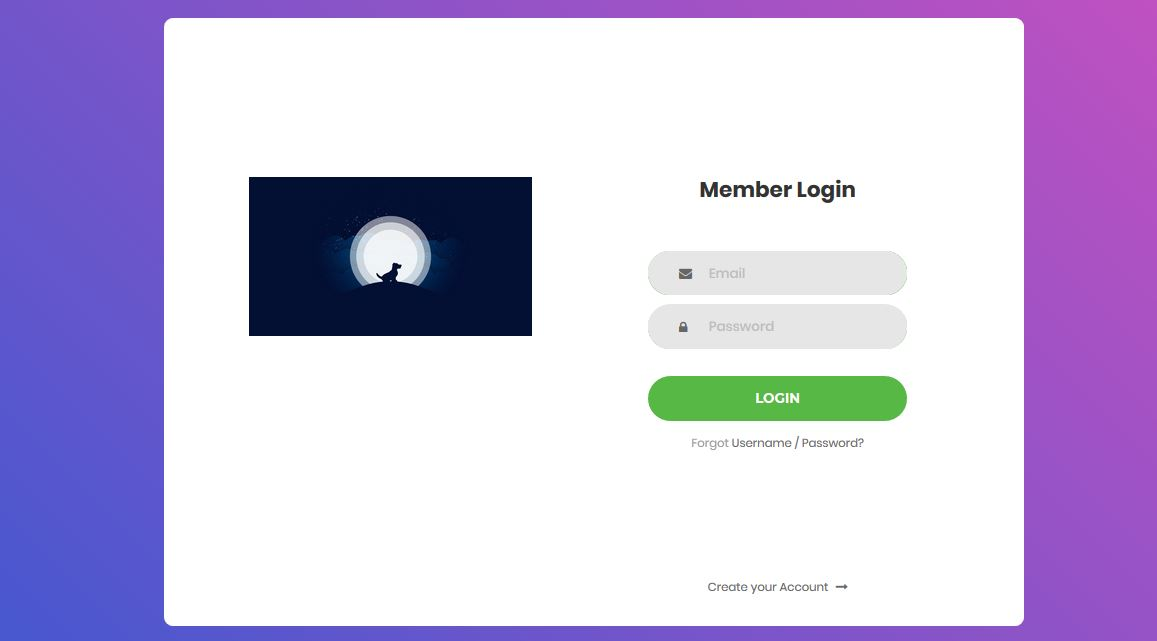 Member Login
Email
Password
LOGIN
Forgot Username / Password?
Create your Account